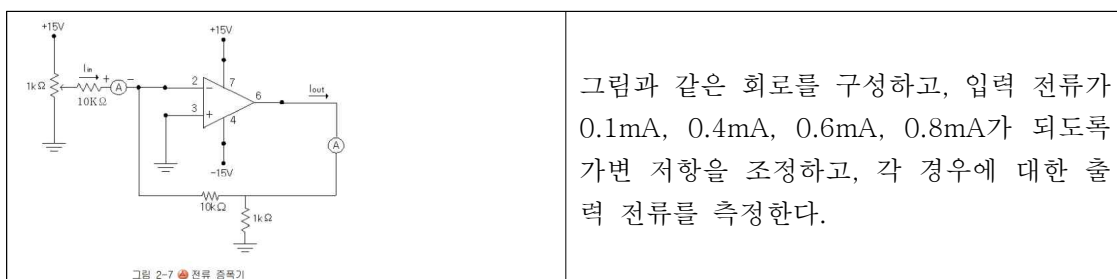 +15V
+15V
1kΩ
Iin
+
A
-
10KΩ
2
-
7
3
+
4
6
Iout
A
-15V
10kΩ
1kΩ
그림 2-7 전류 증폭기
그림과 같은 회로를 구성하고, 입력 전류가
0.1mA, 0.4mA, 0.6mA, 0.8mA가 되도록
가변 저항을 조정하고, 각 경우에 대한 출
력 전류를 측정한다.